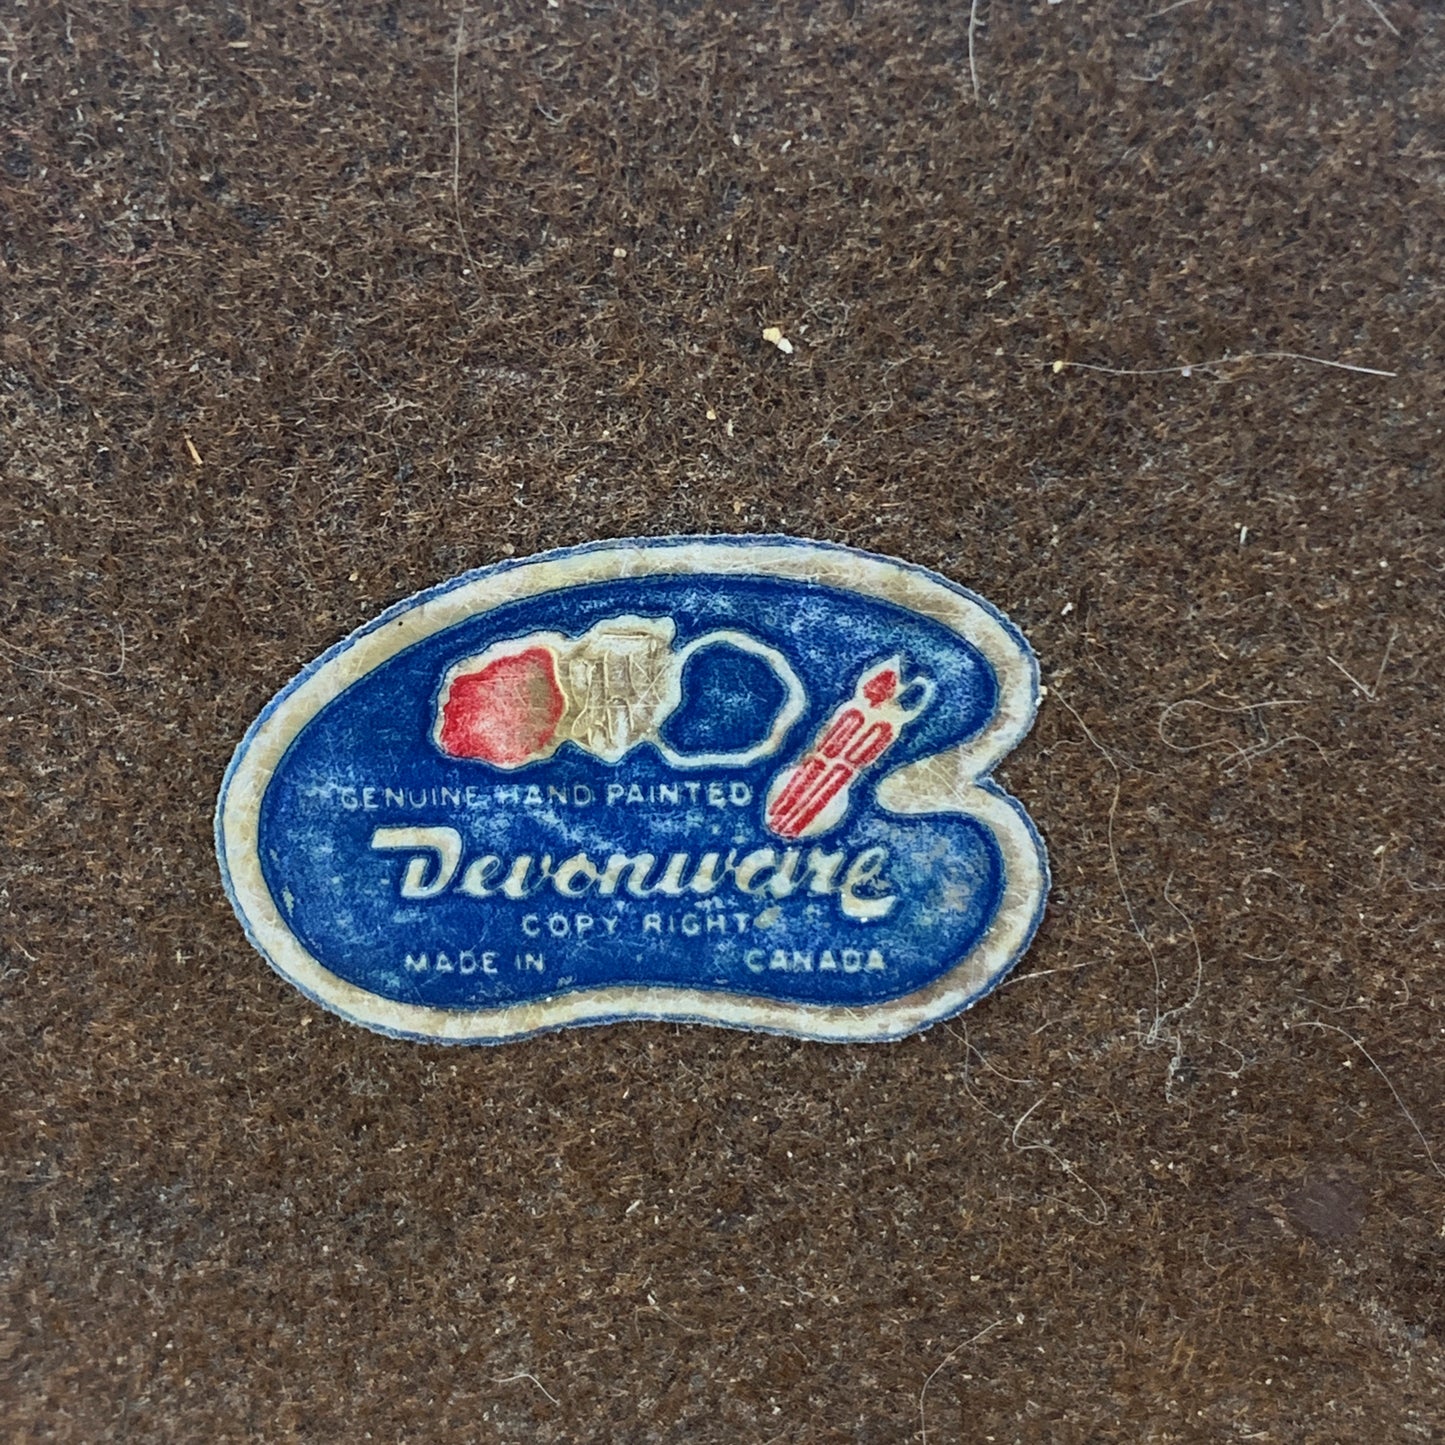 GENUINE HAND PAINTED
Devonware
COPY RIGHT
MADE IN CANADA